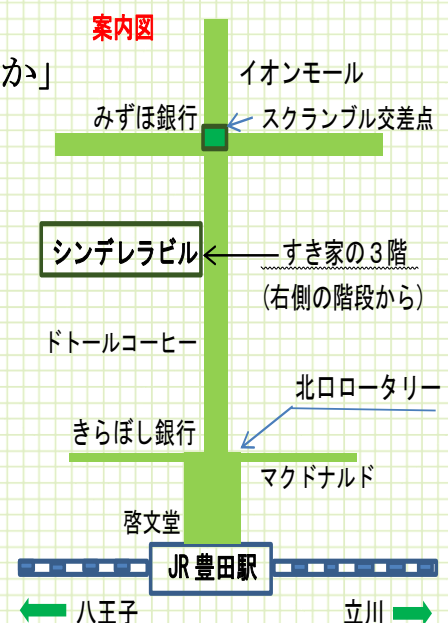 案内図
か」
イオンモール
みずほ銀行
スクランブル交差点
シンデレラビル
すき家の3階
(右側の階段から)
ドトールコーヒー
北口ロータリー
きらぼし銀行
マクドナルド
啓文堂
JR 豊田駅
八王子
立川